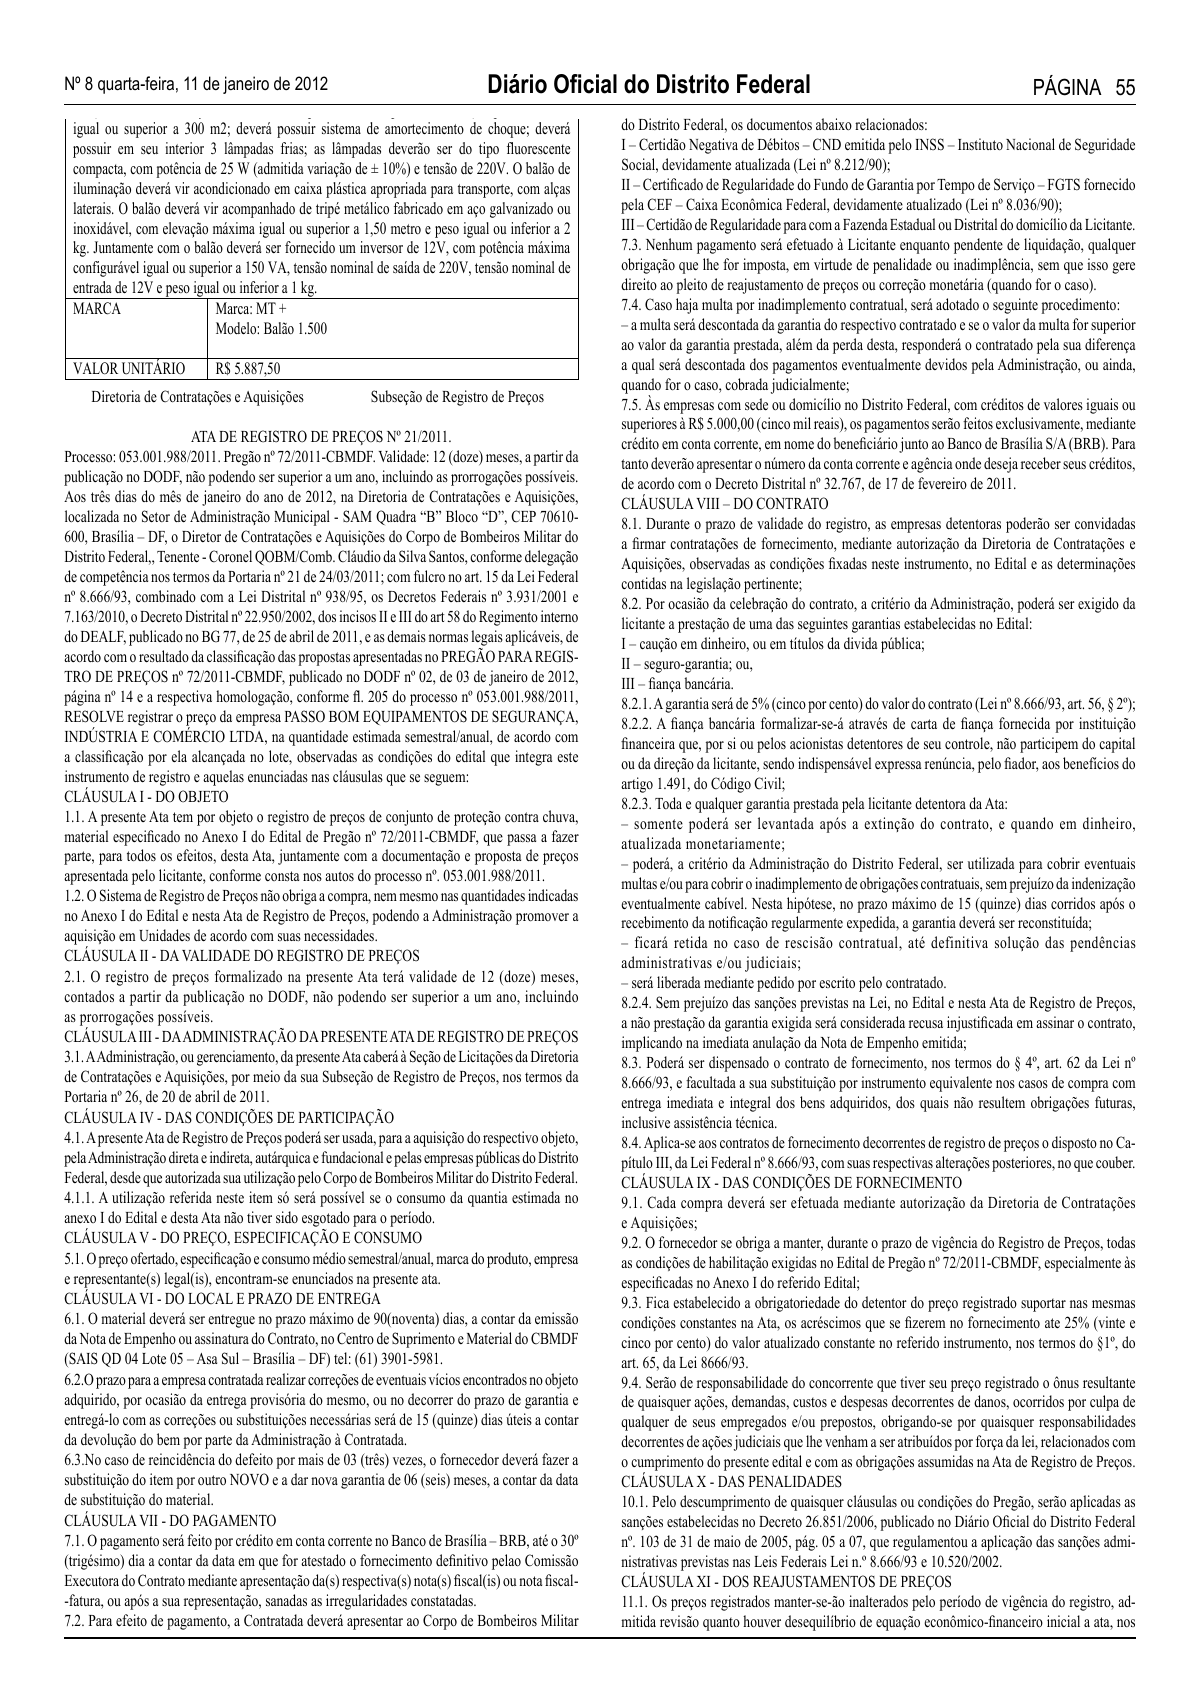 Nº 8 quarta-feira, 11 de janeiro de 2012
Diário Oficial do Distrito Federal
PÁGINA 55
igual ou superior a 300 m2; deverá possuir sistema de amortecimento de choque; deverá
possuir em seu interior 3 lâmpadas frias; as lâmpadas deverão ser do tipo fluorescente
compacta, com potência de 25 W (admitida variação de ± 10%) e tensão de 220V. O balão de
iluminação deverá vir acondicionado em caixa plástica apropriada para transporte, com alças
laterais. O balão deverá vir acompanhado de tripé metálico fabricado em aço galvanizado ou
inoxidável, com elevação máxima igual ou superior a 1,50 metro e peso igual ou inferior a 2
kg. Juntamente com o balão deverá ser fornecido um inversor de 12V, com potência máxima
configurável igual ou superior a 150 VA, tensão nominal de saída de 220V, tensão nominal de
entrada de 12V e peso igual ou inferior a 1 kg.
MARCA
Marca: MT +
Modelo: Balão 1.500
VALOR UNITÁRIO
R$ 5.887,50
Diretoria de Contratações e Aquisições
Subseção de Registro de Preços
ATA DE REGISTRO DE PREÇOS Nº 21/2011.
Processo: 053.001.988/2011. Pregão nº 72/2011-CBMDF. Validade: 12 (doze) meses, a partir da
publicação no DODF, não podendo ser superior a um ano, incluindo as prorrogações possíveis.
Aos três dias do mês de janeiro do ano de 2012, na Diretoria de Contratações e Aquisições,
localizada no Setor de Administração Municipal - SAM Quadra “B” Bloco “D”, CEP 70610-
600, Brasília – DF, o Diretor de Contratações e Aquisições do Corpo de Bombeiros Militar do
Distrito Federal,, Tenente - Coronel QOBM/Comb. Cláudio da Silva Santos, conforme delegação
de competência nos termos da Portaria nº 21 de 24/03/2011; com fulcro no art. 15 da Lei Federal
nº 8.666/93, combinado com a Lei Distrital nº 938/95, os Decretos Federais nº 3.931/2001 e
7.163/2010, o Decreto Distrital nº 22.950/2002, dos incisos II e III do art 58 do Regimento interno
do DEALF, publicado no BG 77, de 25 de abril de 2011, e as demais normas legais aplicáveis, de
acordo com o resultado da classificação das propostas apresentadas no PREGÃO PARA REGIS-
TRO DE PREÇOS nº 72/2011-CBMDF, publicado no DODF nº 02, de 03 de janeiro de 2012,
página nº 14 e a respectiva homologação, conforme fl. 205 do processo nº 053.001.988/2011,
RESOLVE registrar o preço da empresa PASSO BOM EQUIPAMENTOS DE SEGURANÇA,
INDÚSTRIA E COMÉRCIO LTDA, na quantidade estimada semestral/anual, de acordo com
a classificação por ela alcançada no lote, observadas as condições do edital que integra este
instrumento de registro e aquelas enunciadas nas cláusulas que se seguem:
CLÁUSULA I - DO OBJETO
1.1. A presente Ata tem por objeto o registro de preços de conjunto de proteção contra chuva,
material especificado no Anexo I do Edital de Pregão nº 72/2011-CBMDF, que passa a fazer
parte, para todos os efeitos, desta Ata, juntamente com a documentação e proposta de preços
apresentada pelo licitante, conforme consta nos autos do processo nº. 053.001.988/2011.
1.2. O Sistema de Registro de Preços não obriga a compra, nem mesmo nas quantidades indicadas
no Anexo I do Edital e nesta Ata de Registro de Preços, podendo a Administração promover a
aquisição em Unidades de acordo com suas necessidades.
CLÁUSULA II - DA VALIDADE DO REGISTRO DE PREÇOS
2.1. O registro de preços formalizado na presente Ata terá validade de 12 (doze) meses,
contados a partir da publicação no DODF, não podendo ser superior a um ano, incluindo
as prorrogações possíveis.
CLÁUSULA III - DA ADMINISTRAÇÃO DA PRESENTE ATA DE REGISTRO DE PREÇOS
3.1. A Administração, ou gerenciamento, da presente Ata caberá à Seção de Licitações da Diretoria
de Contratações e Aquisições, por meio da sua Subseção de Registro de Preços, nos termos da
Portaria nº 26, de 20 de abril de 2011.
CLÁUSULA IV - DAS CONDIÇÕES DE PARTICIPAÇÃO
4.1. A presente Ata de Registro de Preços poderá ser usada, para a aquisição do respectivo objeto,
pela Administração direta e indireta, autárquica e fundacional e pelas empresas públicas do Distrito
Federal, desde que autorizada sua utilização pelo Corpo de Bombeiros Militar do Distrito Federal.
4.1.1. A utilização referida neste item só será possível se o consumo da quantia estimada no
anexo I do Edital e desta Ata não tiver sido esgotado para o período.
CLÁUSULA V - DO PREÇO, ESPECIFICAÇÃO E CONSUMO
5.1. O preço ofertado, especificação e consumo médio semestral/anual, marca do produto, empresa
e representante(s) legal(is), encontram-se enunciados na presente ata.
CLÁUSULA VI - DO LOCAL E PRAZO DE ENTREGA
6.1. O material deverá ser entregue no prazo máximo de 90(noventa) dias, a contar da emissão
da Nota de Empenho ou assinatura do Contrato, no Centro de Suprimento e Material do CBMDF
(SAIS QD 04 Lote 05 – Asa Sul – Brasília – DF) tel: (61) 3901-5981.
6.2.O prazo para a empresa contratada realizar correções de eventuais vícios encontrados no objeto
adquirido, por ocasião da entrega provisória do mesmo, ou no decorrer do prazo de garantia e
entregá-lo com as correções ou substituições necessárias será de 15 (quinze) dias úteis a contar
da devolução do bem por parte da Administração à Contratada.
6.3.No caso de reincidência do defeito por mais de 03 (três) vezes, o fornecedor deverá fazer a
substituição do item por outro NOVO e a dar nova garantia de 06 (seis) meses, a contar da data
de substituição do material.
CLÁUSULA VII - DO PAGAMENTO
7.1. O pagamento será feito por crédito em conta corrente no Banco de Brasília – BRB, até o 30º
(trigésimo) dia a contar da data em que for atestado o fornecimento definitivo pelao Comissão
Executora do Contrato mediante apresentação da(s) respectiva(s) nota(s) fiscal(is) ou nota fiscal-
-fatura, ou após a sua representação, sanadas as irregularidades constatadas.
7.2. Para efeito de pagamento, a Contratada deverá apresentar ao Corpo de Bombeiros Militar
do Distrito Federal, os documentos abaixo relacionados:
I – Certidão Negativa de Débitos – CND emitida pelo INSS – Instituto Nacional de Seguridade
Social, devidamente atualizada (Lei nº 8.212/90);
II – Certificado de Regularidade do Fundo de Garantia por Tempo de Serviço – FGTS fornecido
pela CEF – Caixa Econômica Federal, devidamente atualizado (Lei nº 8.036/90);
III – Certidão de Regularidade para com a Fazenda Estadual ou Distrital do domicílio da Licitante.
7.3. Nenhum pagamento será efetuado à Licitante enquanto pendente de liquidação, qualquer
obrigação que lhe for imposta, em virtude de penalidade ou inadimplência, sem que isso gere
direito ao pleito de reajustamento de preços ou correção monetária (quando for o caso).
7.4. Caso haja multa por inadimplemento contratual, será adotado o seguinte procedimento:
– a multa será descontada da garantia do respectivo contratado e se o valor da multa for superior
ao valor da garantia prestada, além da perda desta, responderá o contratado pela sua diferença
a qual será descontada dos pagamentos eventualmente devidos pela Administração, ou ainda,
quando for o caso, cobrada judicialmente;
7.5. Às empresas com sede ou domicílio no Distrito Federal, com créditos de valores iguais ou
superiores à R$ 5.000,00 (cinco mil reais), os pagamentos serão feitos exclusivamente, mediante
crédito em conta corrente, em nome do beneficiário junto ao Banco de Brasília S/A (BRB). Para
tanto deverão apresentar o número da conta corrente e agência onde deseja receber seus créditos,
de acordo com o Decreto Distrital nº 32.767, de 17 de fevereiro de 2011.
CLÁUSULA VIII – DO CONTRATO
8.1. Durante o prazo de validade do registro, as empresas detentoras poderão ser convidadas
a firmar contratações de fornecimento, mediante autorização da Diretoria de Contratações e
Aquisições, observadas as condições fixadas neste instrumento, no Edital e as determinações
contidas na legislação pertinente;
8.2. Por ocasião da celebração do contrato, a critério da Administração, poderá ser exigido da
licitante a prestação de uma das seguintes garantias estabelecidas no Edital:
I – caução em dinheiro, ou em títulos da divida pública;
II – seguro-garantia; ou,
III – fiança bancária.
8.2.1. A garantia será de 5% (cinco por cento) do valor do contrato (Lei nº 8.666/93, art. 56, § 2º);
8.2.2. A fiança bancária formalizar-se-á através de carta de fiança fornecida por instituição
financeira que, por si ou pelos acionistas detentores de seu controle, não participem do capital
ou da direção da licitante, sendo indispensável expressa renúncia, pelo fiador, aos benefícios do
artigo 1.491, do Código Civil;
8.2.3. Toda e qualquer garantia prestada pela licitante detentora da Ata:
– somente poderá ser levantada após a extinção do contrato, e quando em dinheiro,
atualizada monetariamente;
– poderá, a critério da Administração do Distrito Federal, ser utilizada para cobrir eventuais
multas e/ou para cobrir o inadimplemento de obrigações contratuais, sem prejuízo da indenização
eventualmente cabível. Nesta hipótese, no prazo máximo de 15 (quinze) dias corridos após o
recebimento da notificação regularmente expedida, a garantia deverá ser reconstituída;
– ficará retida no caso de rescisão contratual, até definitiva solução das pendências
administrativas e/ou judiciais;
– será liberada mediante pedido por escrito pelo contratado.
8.2.4. Sem prejuízo das sanções previstas na Lei, no Edital e nesta Ata de Registro de Preços,
a não prestação da garantia exigida será considerada recusa injustificada em assinar o contrato,
implicando na imediata anulação da Nota de Empenho emitida;
8.3. Poderá ser dispensado o contrato de fornecimento, nos termos do § 4º, art. 62 da Lei nº
8.666/93, e facultada a sua substituição por instrumento equivalente nos casos de compra com
entrega imediata e integral dos bens adquiridos, dos quais não resultem obrigações futuras,
inclusive assistência técnica.
8.4. Aplica-se aos contratos de fornecimento decorrentes de registro de preços o disposto no Ca-
pítulo III, da Lei Federal nº 8.666/93, com suas respectivas alterações posteriores, no que couber.
CLÁUSULA IX - DAS CONDIÇÕES DE FORNECIMENTO
9.1. Cada compra deverá ser efetuada mediante autorização da Diretoria de Contratações
e Aquisições;
9.2. O fornecedor se obriga a manter, durante o prazo de vigência do Registro de Preços, todas
as condições de habilitação exigidas no Edital de Pregão nº 72/2011-CBMDF, especialmente às
especificadas no Anexo I do referido Edital;
9.3. Fica estabelecido a obrigatoriedade do detentor do preço registrado suportar nas mesmas
condições constantes na Ata, os acréscimos que se fizerem no fornecimento ate 25% (vinte e
cinco por cento) do valor atualizado constante no referido instrumento, nos termos do §1º, do
art. 65, da Lei 8666/93.
9.4. Serão de responsabilidade do concorrente que tiver seu preço registrado o ônus resultante
de quaisquer ações, demandas, custos e despesas decorrentes de danos, ocorridos por culpa de
qualquer de seus empregados e/ou prepostos, obrigando-se por quaisquer responsabilidades
decorrentes de ações judiciais que lhe venham a ser atribuídos por força da lei, relacionados com
o cumprimento do presente edital e com as obrigações assumidas na Ata de Registro de Preços.
CLÁUSULA X - DAS PENALIDADES
10.1. Pelo descumprimento de quaisquer cláusulas ou condições do Pregão, serão aplicadas as
sanções estabelecidas no Decreto 26.851/2006, publicado no Diário Oficial do Distrito Federal
nº. 103 de 31 de maio de 2005, pág. 05 a 07, que regulamentou a aplicação das sanções admi-
nistrativas previstas nas Leis Federais Lei n.º 8.666/93 e 10.520/2002.
CLÁUSULA XI - DOS REAJUSTAMENTOS DE PREÇOS
11.1. Os preços registrados manter-se-ão inalterados pelo período de vigência do registro, ad-
mitida revisão quanto houver desequilíbrio de equação econômico-financeiro inicial a ata, nos